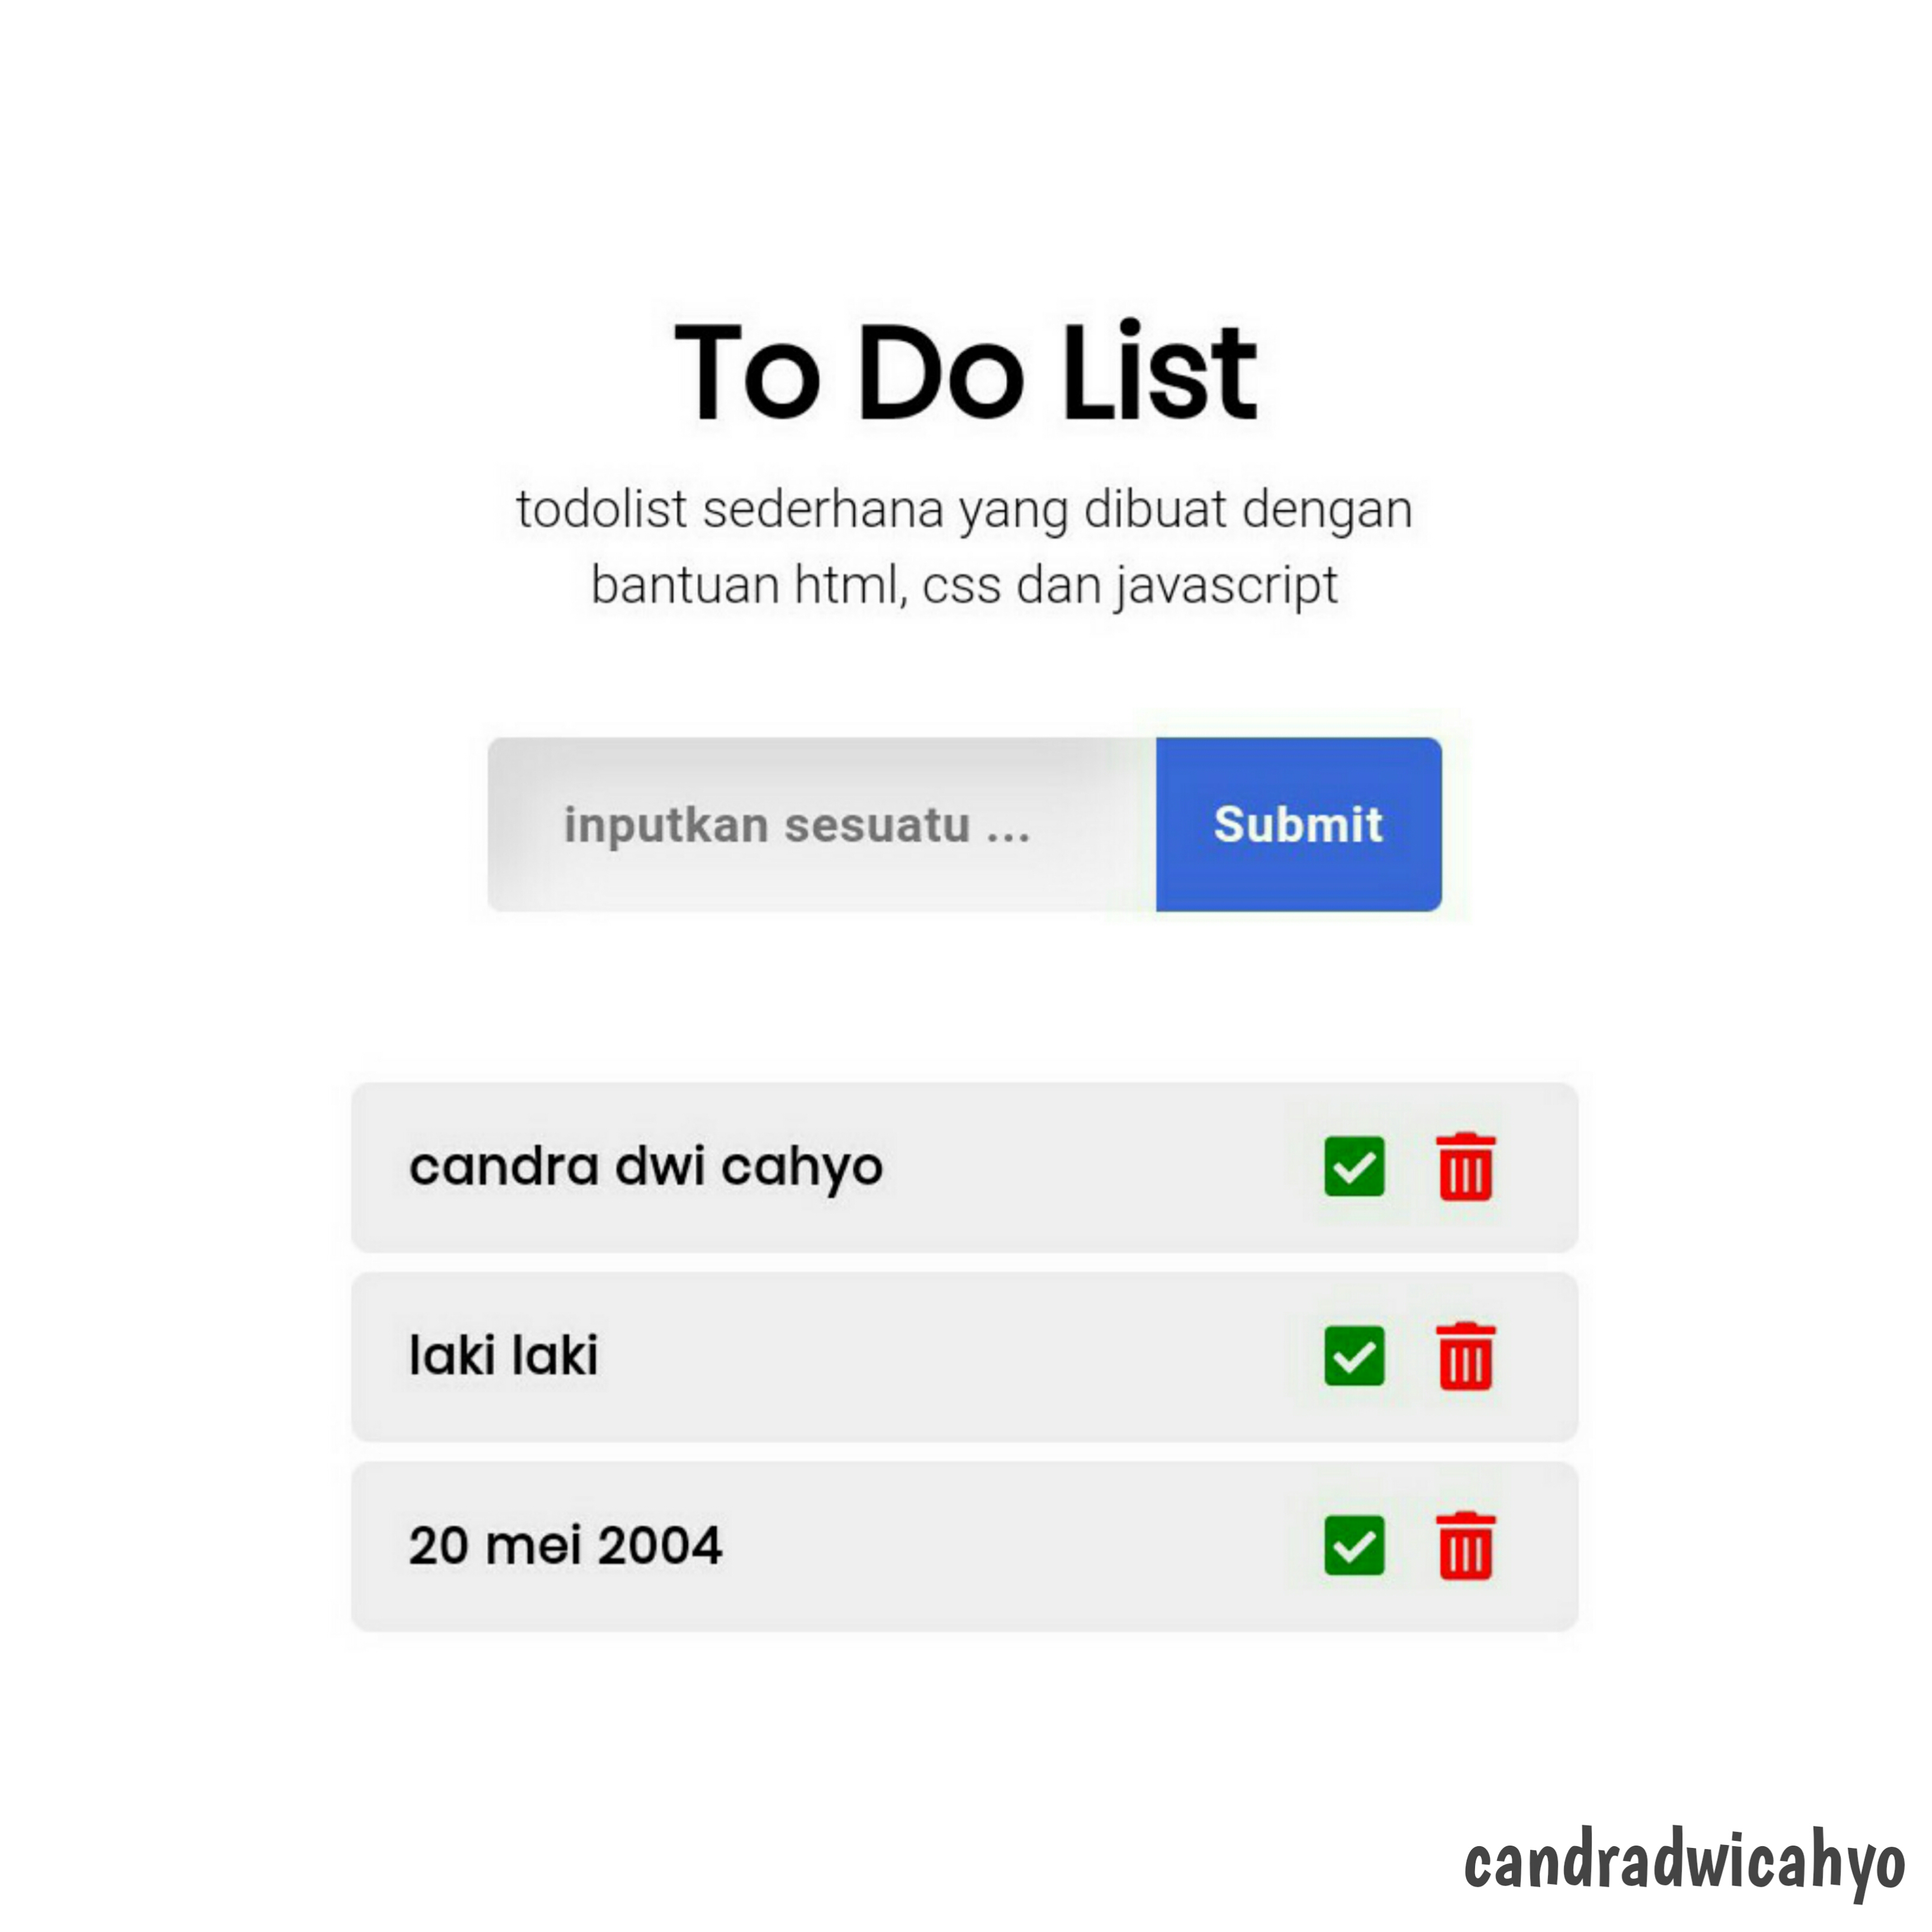 To Do List
todolist sederhana yang dibuat dengan
bantuan html, css dan javascript
inputkan sesuatu ...
Submit
candra dwi cahyo
laki laki
20 mei 2004
candradwicahyo